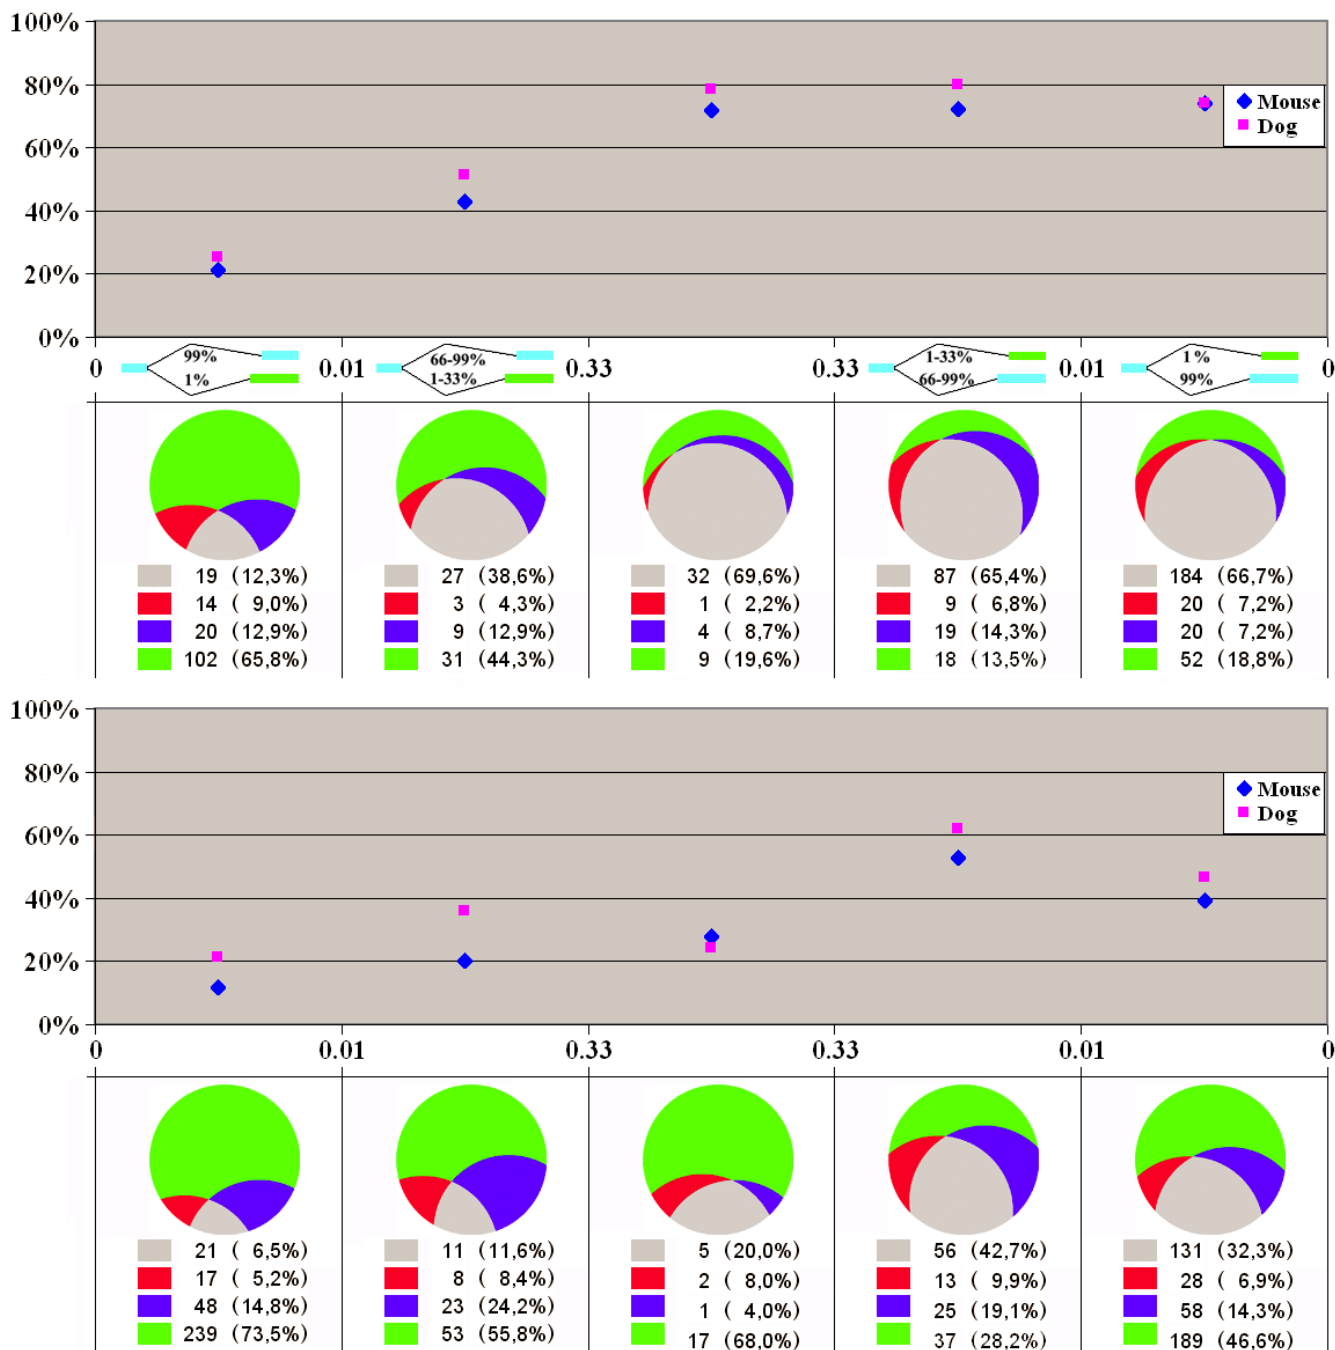 100%
80%
Mouse
Dog
60%
40%
20%
0%
99%
66-99%
1-33%
1%
0 0.01 0.33 0.33 0.01 0
1%
1-33%
66-99%
99%
19 (12,3%) 27 (38,6%) 32 (69,6%) 87 (65,4%) 184 (66,7%)
14 ( 9,0%) 3 ( 4,3%) 1 ( 2,2%) 9 ( 6,8%) 20 ( 7,2%)
20 (12,9%) 9 (12,9%) 4 ( 8,7%) 19 (14,3%) 20 ( 7,2%)
102 (65,8%) 31 (44,3%) 9 (19,6%) 18 (13,5%) 52 (18,8%)
100%
80%
Mouse
Dog
60%
40%
20%
0%
0 0.01 0.33 0.33 0.01 0
21 ( 6,5%) 11 (11,6%) 5 (20,0%) 56 (42,7%) 131 (32,3%)
17 ( 5,2%) 8 ( 8,4%) 2 ( 8,0%) 13 ( 9,9%) 28 ( 6,9%)
48 (14,8%) 23 (24,2%) 1 ( 4,0%) 25 (19,1%) 58 (14,3%)
239 (73,5%) 53 (55,8%) 17 (68,0%) 37 (28,2%) 189 (46,6%)